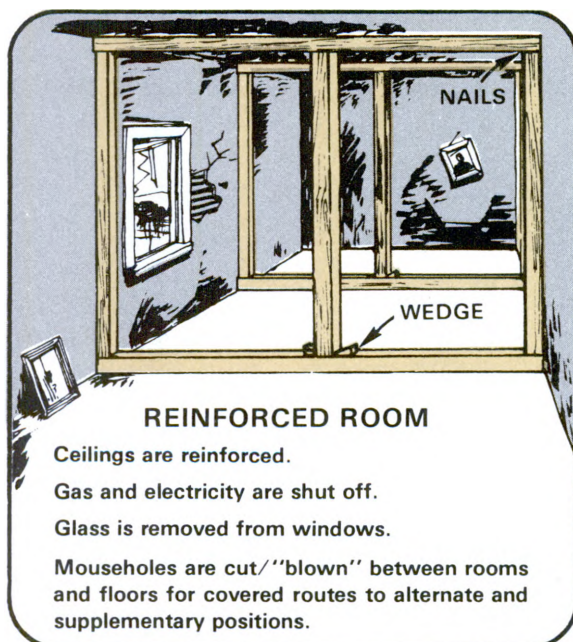 NAILS
WEDGE
REINFORCED ROOM
Ceilings are reinforced.
Gas and electricity are shut off.
Glass is removed from windows.
Mouseholes are cut/"blown" between rooms
and floors for covered routes to alternate and
supplementary positions.